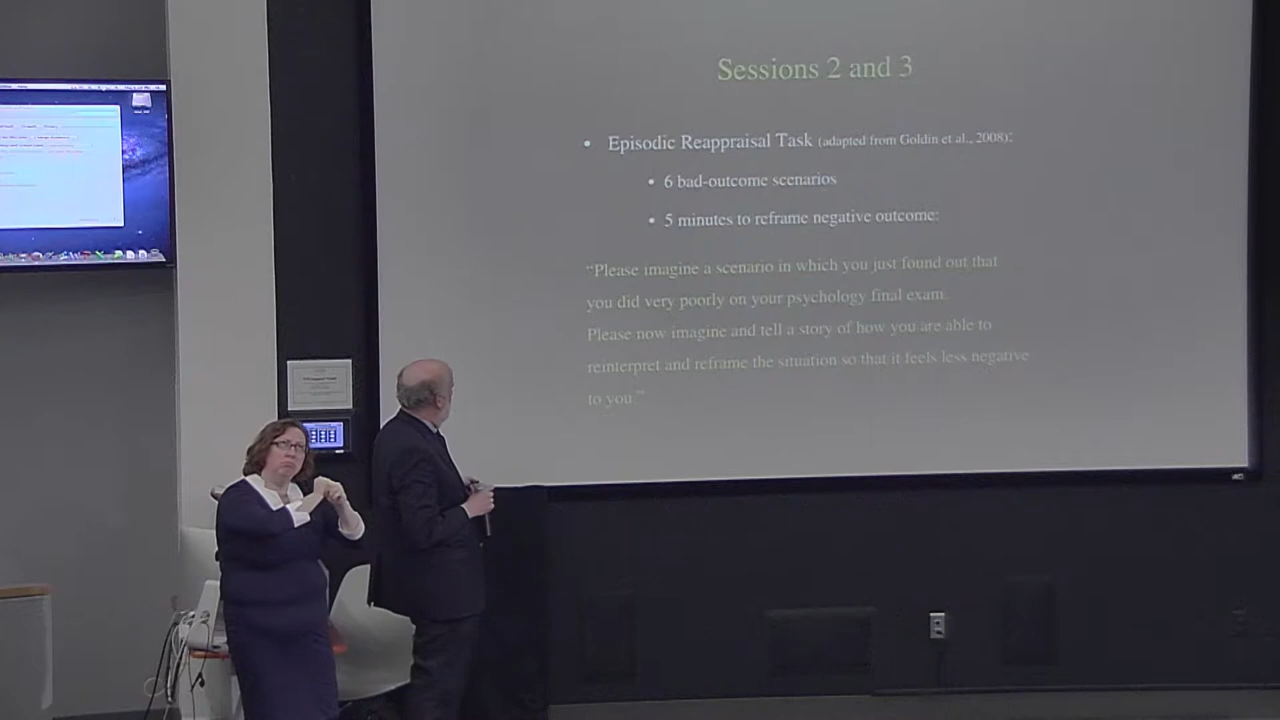 Sessions 2 and 3
• Episodic Reappraisal Task (adapted from Goldin et al., 2008):
• 6 bad-outcome scenarios
• 5 minutes to reframe negative outcome:
“Please imagine a scenario in which you just found out that
you did very poorly on your psychology final exam.
Please now imagine and tell a story of how you are able to
reinterpret and reframe the situation so that it feels less negative
to you.”